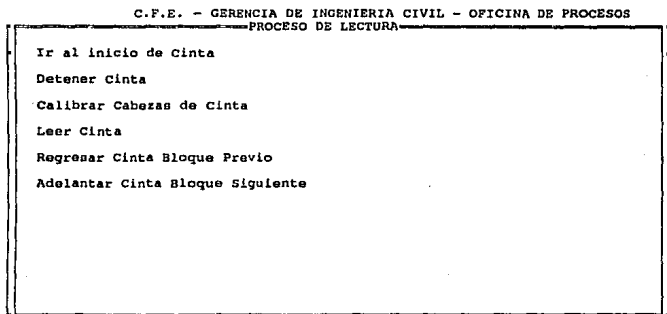 C.F.E. - GERENCIA DE INGENIERIA CIVIL - OFICINA DE PROCESOS
PROCESO DE LECTURA
Ir al inicio de Cinta
Detener Cinta
Calibrar Cabezas de Cinta
Leer Cinta
Regresar Cinta Bloque Previo
Adelantar Cinta Bloque Siguiente